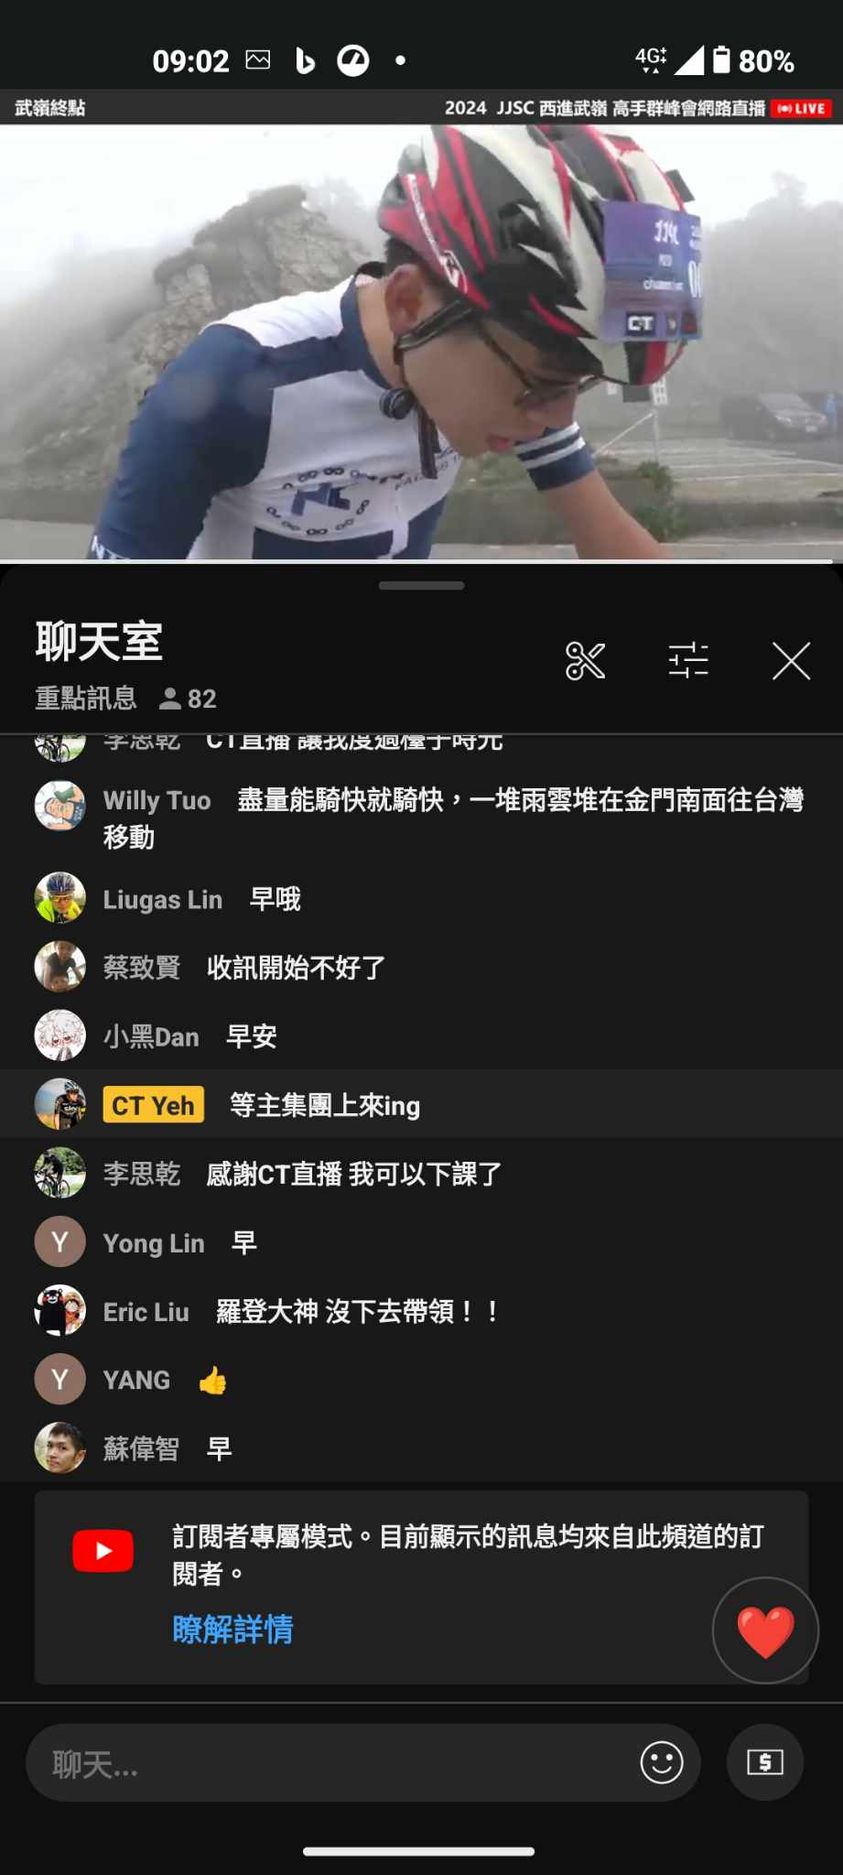 09:02
4G 80%
武嶺終點
2024 JJSC 西進武嶺 高手群峰會網路直播 LIVE
CT
聊天室
重點訊息 82
李思乾 CT直播 讓我度過檯子時光
Willy Tuo 盡量能騎快就騎快，一堆雨雲堆在金門南面往台灣
移動
Liugas Lin 早哦
蔡致賢 收訊開始不好了
小黑Dan 早安
CT Yeh 等主集團上來ing
李思乾 感謝CT直播 我可以下課了
Y Yong Lin 早
Eric Liu 羅登大神 沒下去帶領！！
Y YANG 👍
蘇偉智 早
訂閱者專屬模式。目前顯示的訊息均來自此頻道的訂
閱者。
瞭解詳情
聊天...